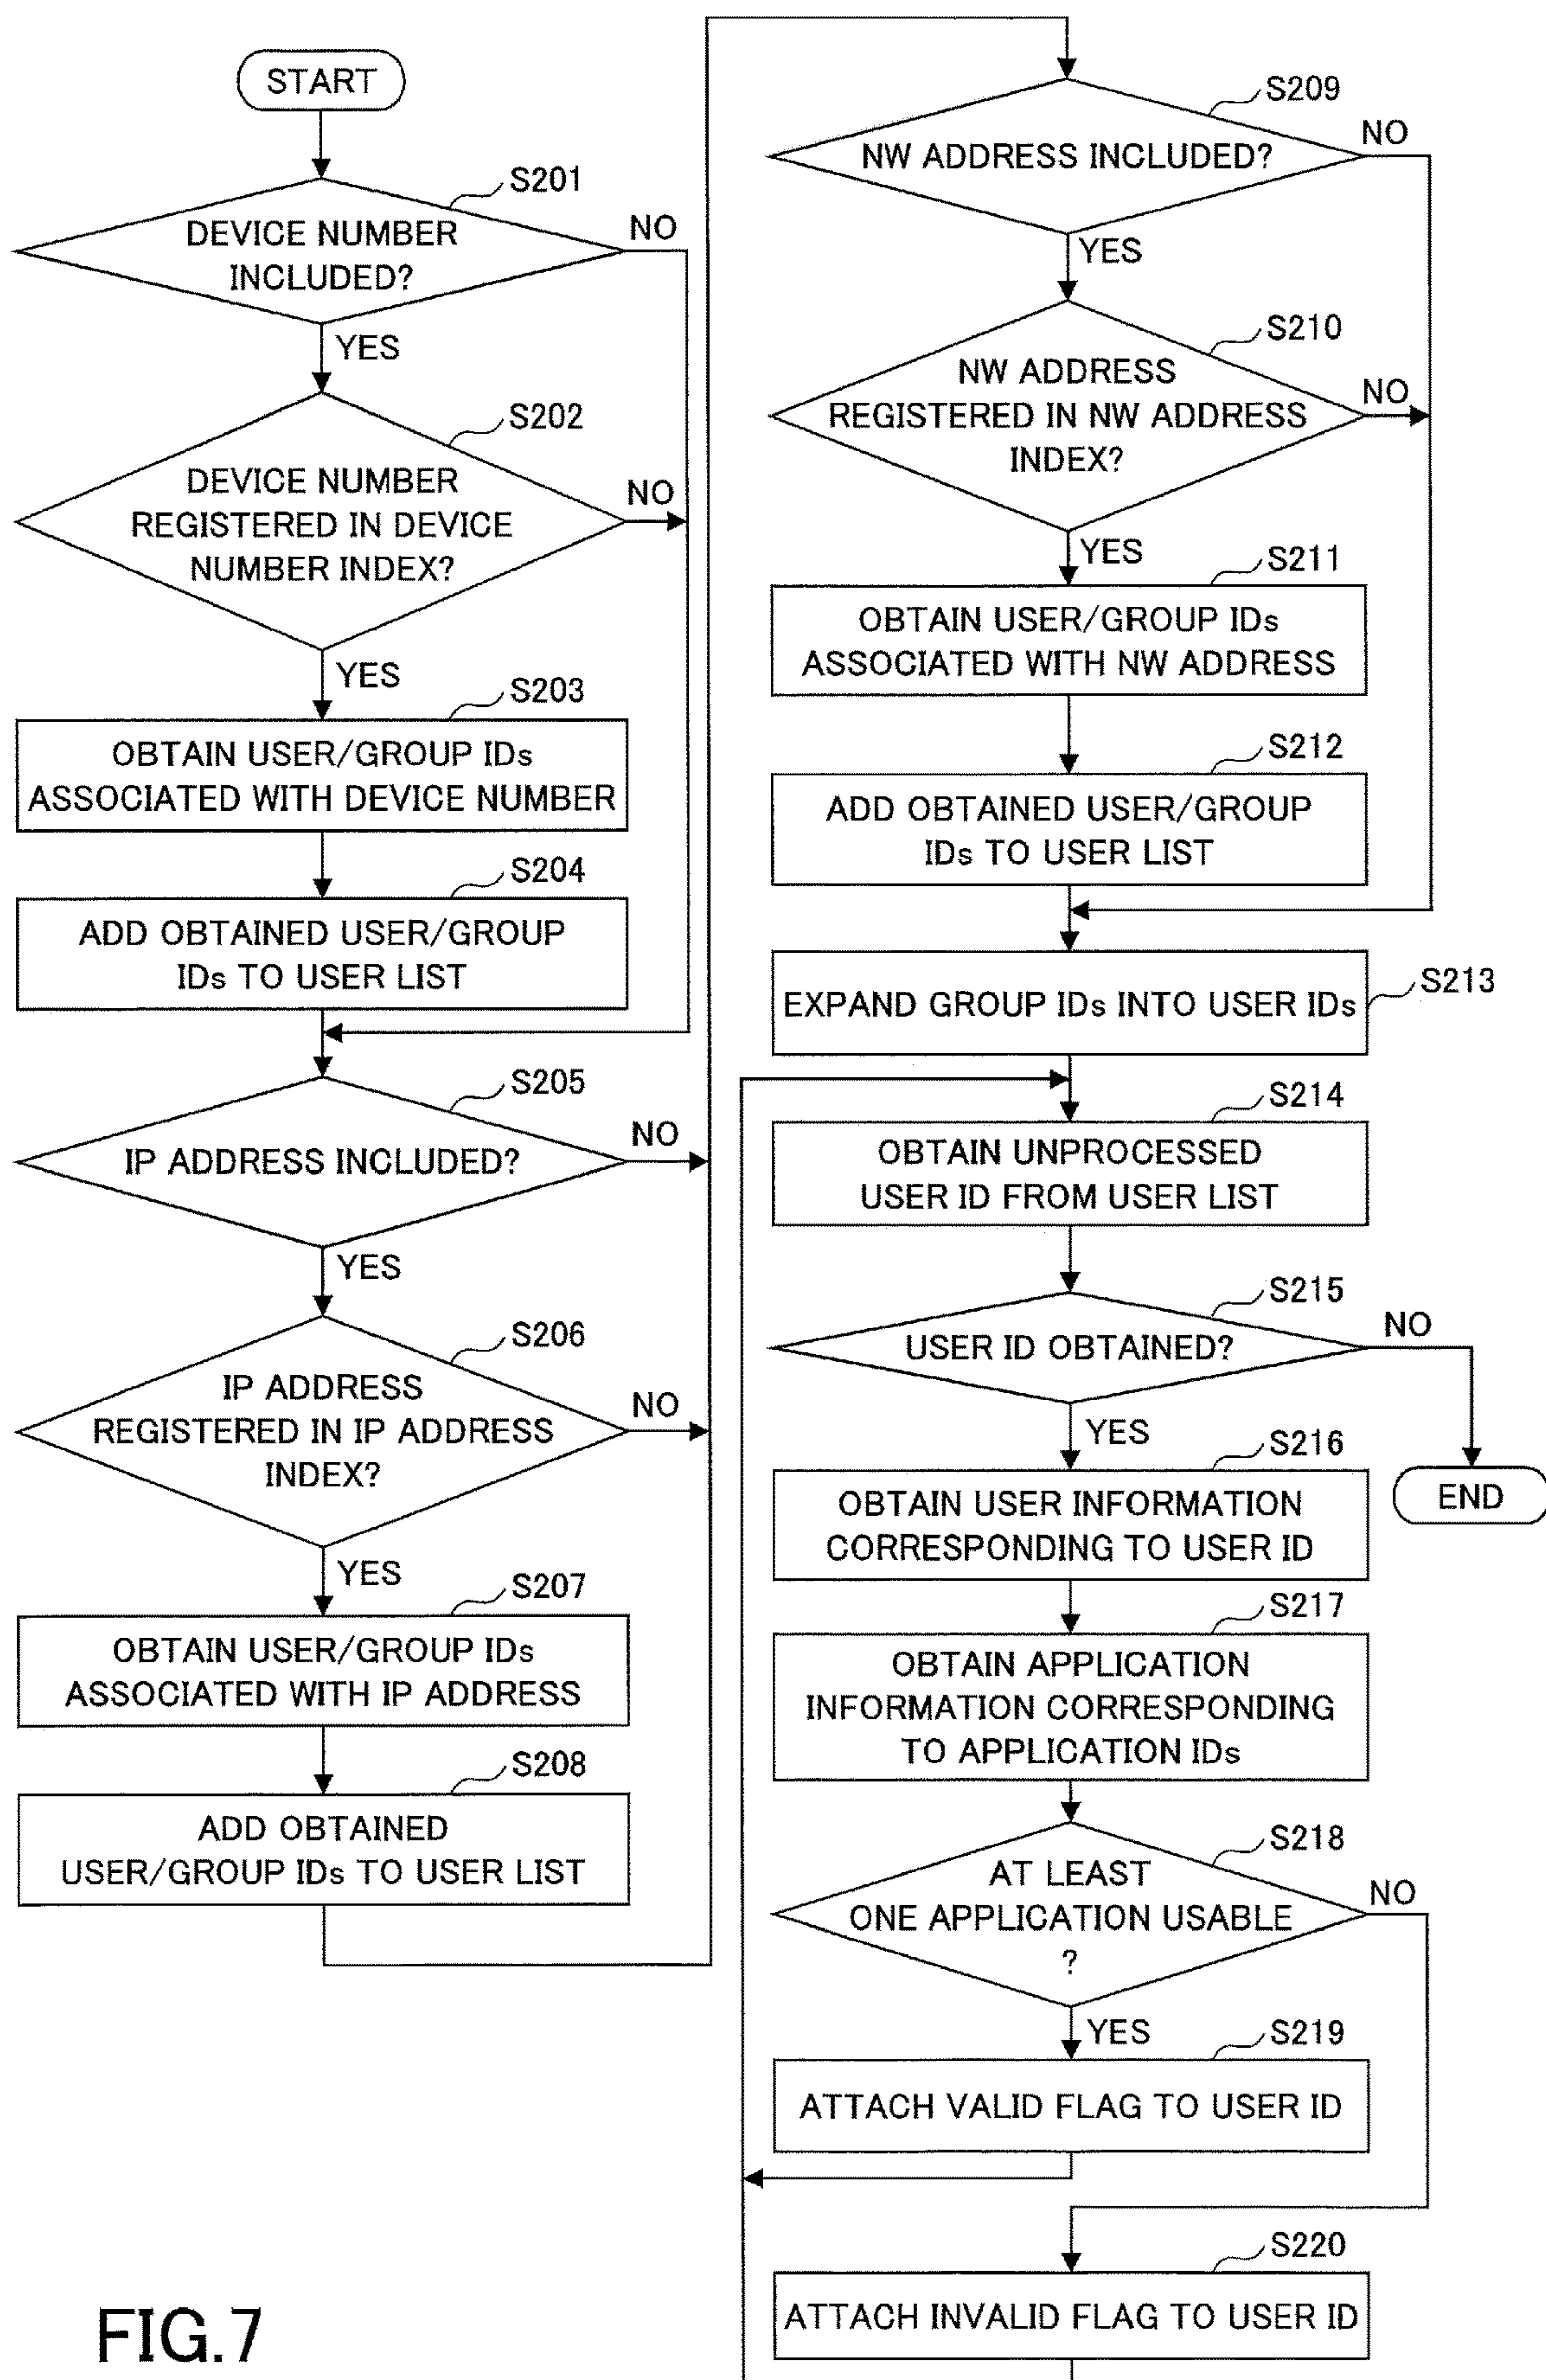 START
S201
DEVICE NUMBER
INCLUDED?
NO
YES
S202
DEVICE NUMBER
REGISTERED IN DEVICE
NUMBER INDEX?
NO
YES
S203
OBTAIN USER/GROUP IDs
ASSOCIATED WITH DEVICE NUMBER
S204
ADD OBTAINED USER/GROUP
IDs TO USER LIST
S205
IP ADDRESS INCLUDED?
NO
YES
S206
IP ADDRESS
REGISTERED IN IP ADDRESS
INDEX?
NO
YES
S207
OBTAIN USER/GROUP IDs
ASSOCIATED WITH IP ADDRESS
S208
ADD OBTAINED
USER/GROUP IDs TO USER LIST
S209
NW ADDRESS INCLUDED?
NO
YES
S210
NW ADDRESS
REGISTERED IN NW ADDRESS
INDEX?
NO
YES
S211
OBTAIN USER/GROUP IDs
ASSOCIATED WITH NW ADDRESS
S212
ADD OBTAINED USER/GROUP
IDs TO USER LIST
S213
EXPAND GROUP IDs INTO USER IDs
S214
OBTAIN UNPROCESSED
USER ID FROM USER LIST
S215
USER ID OBTAINED?
NO
YES
END
S216
OBTAIN USER INFORMATION
CORRESPONDING TO USER ID
S217
OBTAIN APPLICATION
INFORMATION CORRESPONDING
TO APPLICATION IDs
S218
AT LEAST
ONE APPLICATION USABLE
?
NO
YES
S219
ATTACH VALID FLAG TO USER ID
S220
ATTACH INVALID FLAG TO USER ID
FIG.7